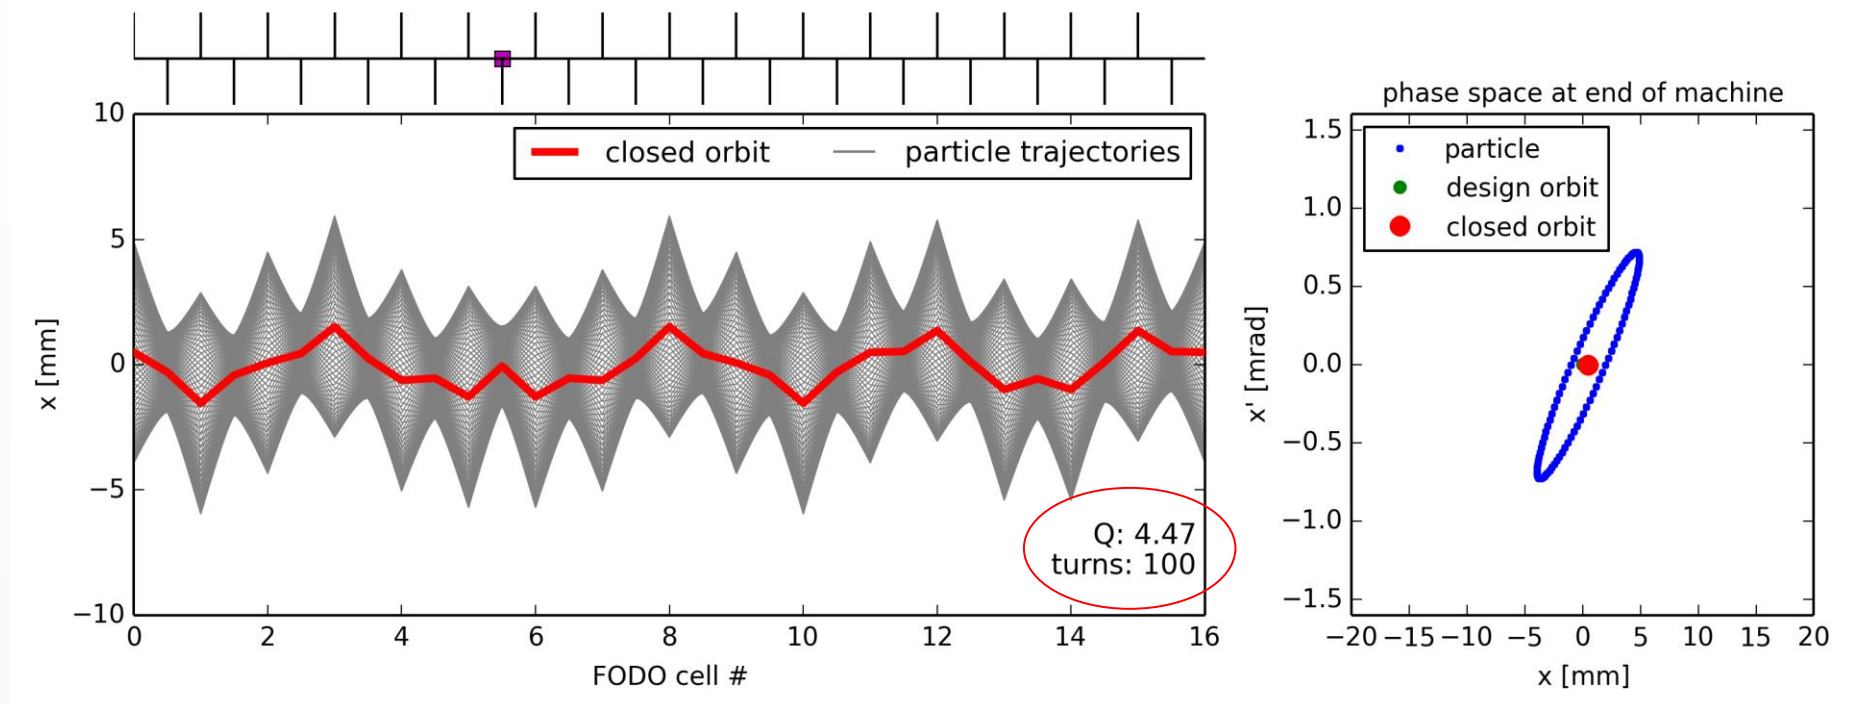 10
5
0
−5
−10
x [mm]
closed orbit
particle trajectories
Q: 4.47
turns: 100
0 2 4 6 8 10 12 14 16
FODO cell #
phase space at end of machine
particle
design orbit
closed orbit
1.5
1.0
0.5
0.0
−0.5
−1.0
−1.5
x' [mrad]
−20 −15 −10 −5 0 5 10 15 20
x [mm]